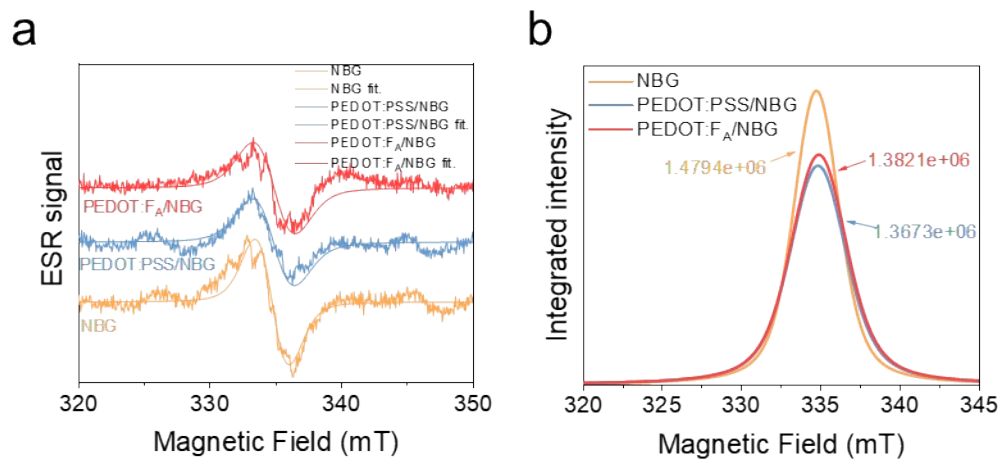 a
NBG
NBG fit.
PEDOT:PSS/NBG
PEDOT:PSS/NBG fit.
PEDOT:FA/NBG
PEDOT:FA/NBG fit.
PEDOT:FA/NBG
PEDOT:PSS/NBG
NBG
ESR signal
320 330 340 350
Magnetic Field (mT)
b
NBG
PEDOT:PSS/NBG
PEDOT:FA/NBG
1.4794e+06
1.3821e+06
1.3673e+06
Integrated intensity
320 325 330 335 340 345
Magnetic Field (mT)